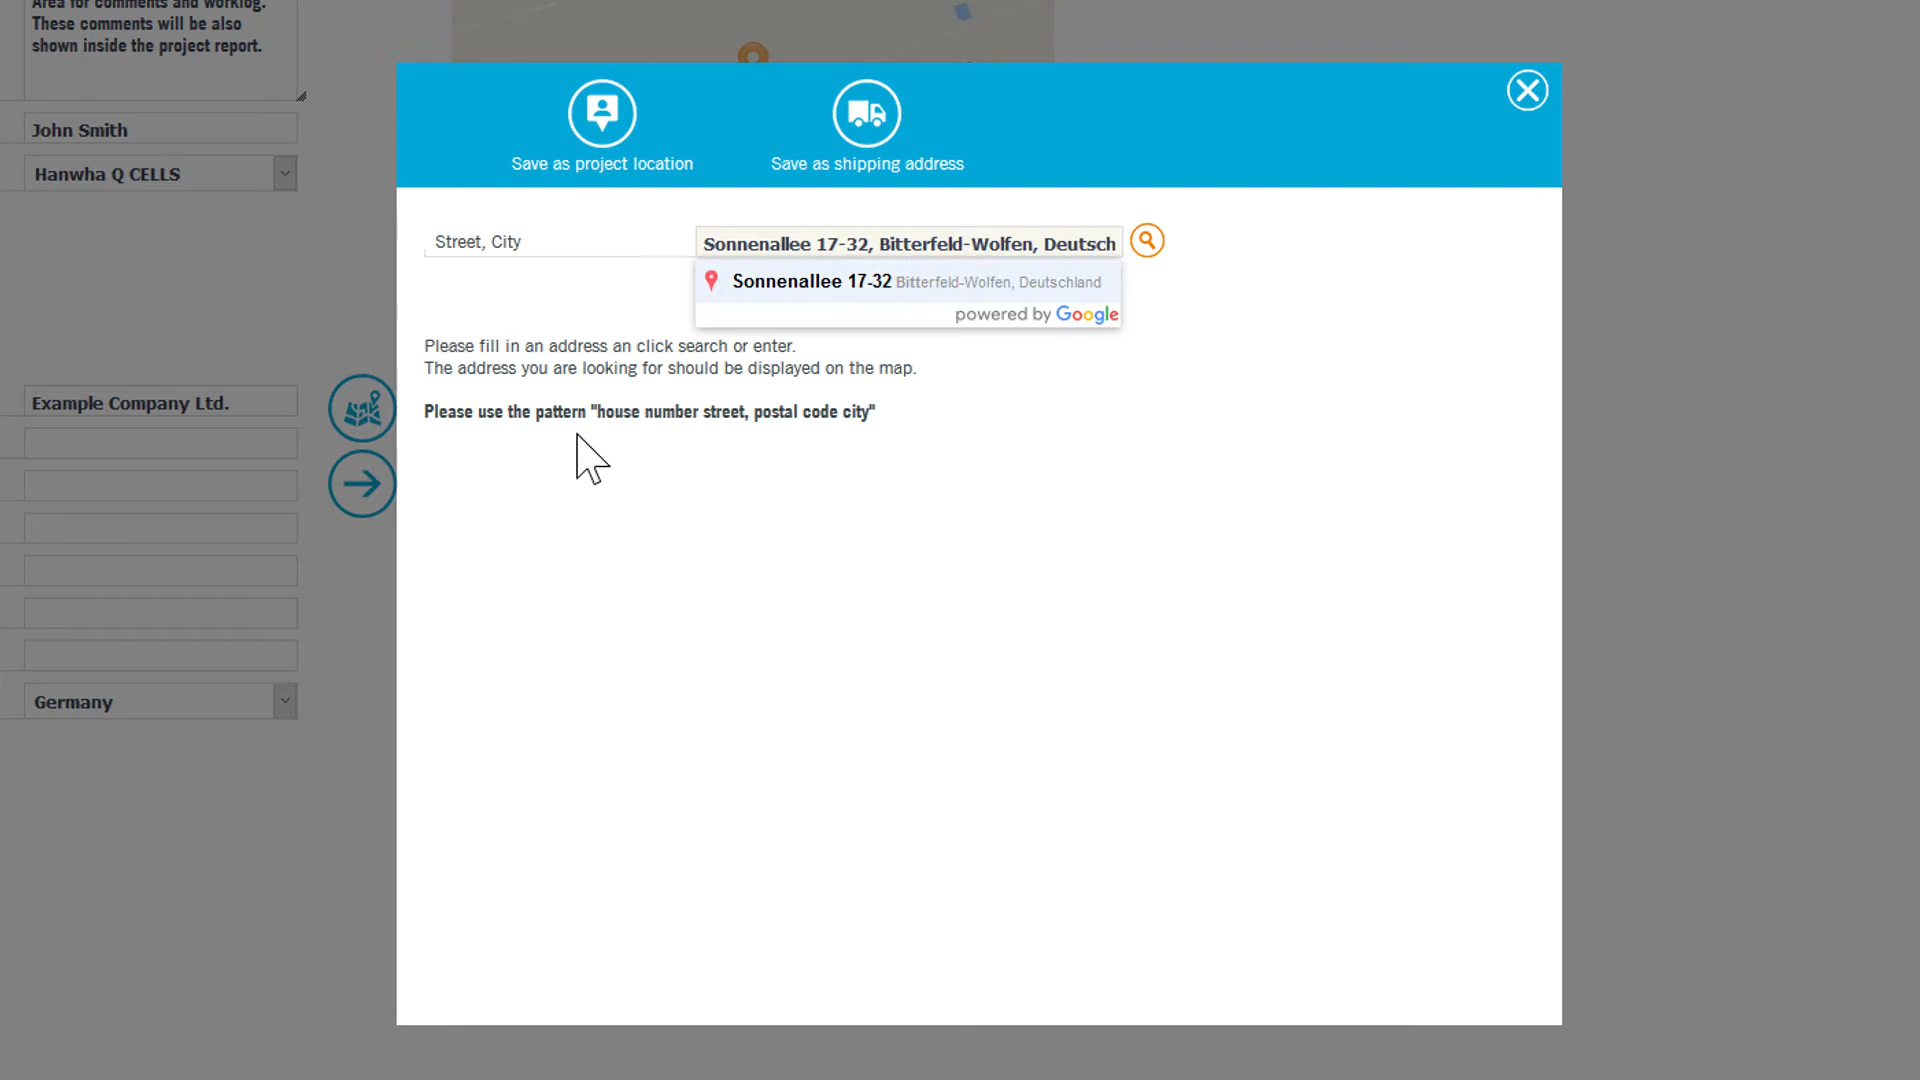 Area for comments and worklog.
These comments will be also
shown inside the project report.
John Smith
Hanwha Q CELLS
Example Company Ltd.
Germany
Save as project location
Save as shipping address
Street, City
Sonnenallee 17-32, Bitterfeld-Wolfen, Deutsch
Sonnenallee 17-32 Bitterfeld-Wolfen, Deutschland
powered by Google
Please fill in an address an click search or enter.
The address you are looking for should be displayed on the map.
Please use the pattern "house number street, postal code city"